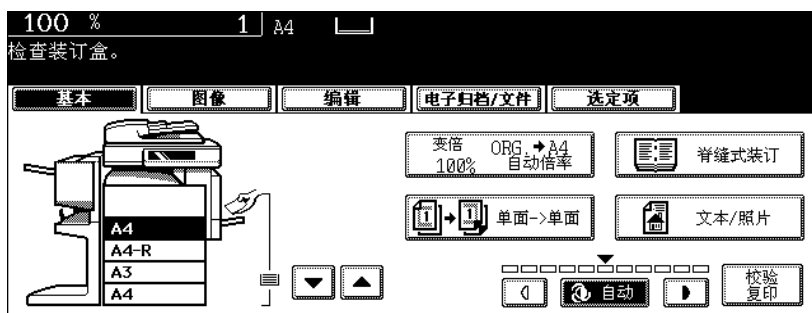 100 % 1 A4
检查装订盒。
基本 图像 编辑 电子归档/文件 选定项
变倍 ORG.→A4
100% 自动倍率
脊缝式装订
1→1 单面->单面
文本/照片
A4
A4-R
A3
A4
自动
校验
复印